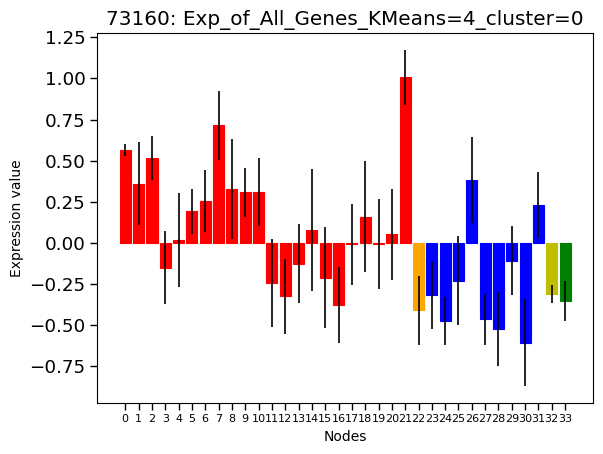 73160: Exp_of_All_Genes_KMeans=4_cluster=0
Expression value
1.25
1.00
0.75
0.50
0.25
0.00
−0.25
−0.50
−0.75
0 1 2 3 4 5 6 7 8 9 10 11 12 13 14 15 16 17 18 19 20 21 22 23 24 25 26 27 28 29 30 31 32 33
Nodes